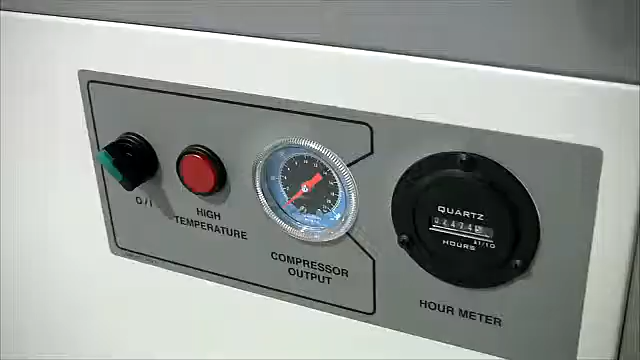 O / I
HIGH
TEMPERATURE
COMPRESSOR
OUTPUT
QUARTZ
HOURS
1/10
HOUR METER